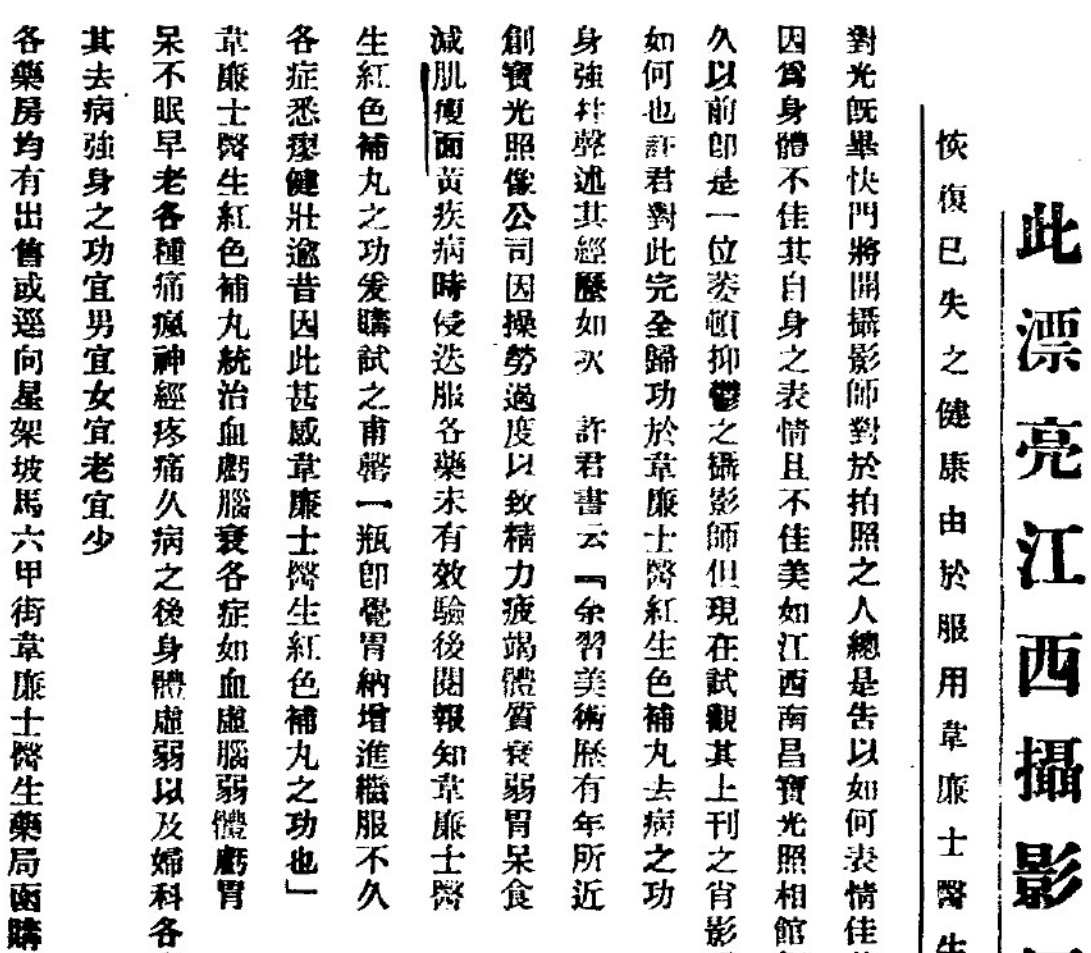 此漂亮江西攝影
恢復已失之健康由於服用韋廉士醫生
對光旣畢快門將開攝影師對於拍照之人總是告以如何表情佳
因爲身體不佳其自身之表情且不佳美如江西南昌寶光照相館
久以前卽是一位萎頓抑鬱之攝影師但現在試觀其上刊之肖影
如何也許君對此完全歸功於韋廉士醫紅生色補丸去病之功
身強壯罄述其經歷如次 許君書云『余習美術歷有年所近
創寶光照像公司因操勞過度以致精力疲竭體質衰弱胃呆食
減肌瘦面黃疾病時侵迭服各藥未有效驗後閱報知韋廉士醫
生紅色補丸之功爰購試之甫罄一瓶卽覺胃納增進繼服不久
各症悉瘳健壯逾昔因此甚感韋廉士醫生紅色補丸之功也」
韋廉士醫生紅色補丸統治血虧腦衰各症如血虛腦弱體虧胃
呆不眠早老各種痛瘋神經疼痛久病之後身體虛弱以及婦科各
其去病強身之功宜男宜女宜老宜少
各藥房均有出售或逕向星架坡馬六甲街韋廉士醫生藥局函購